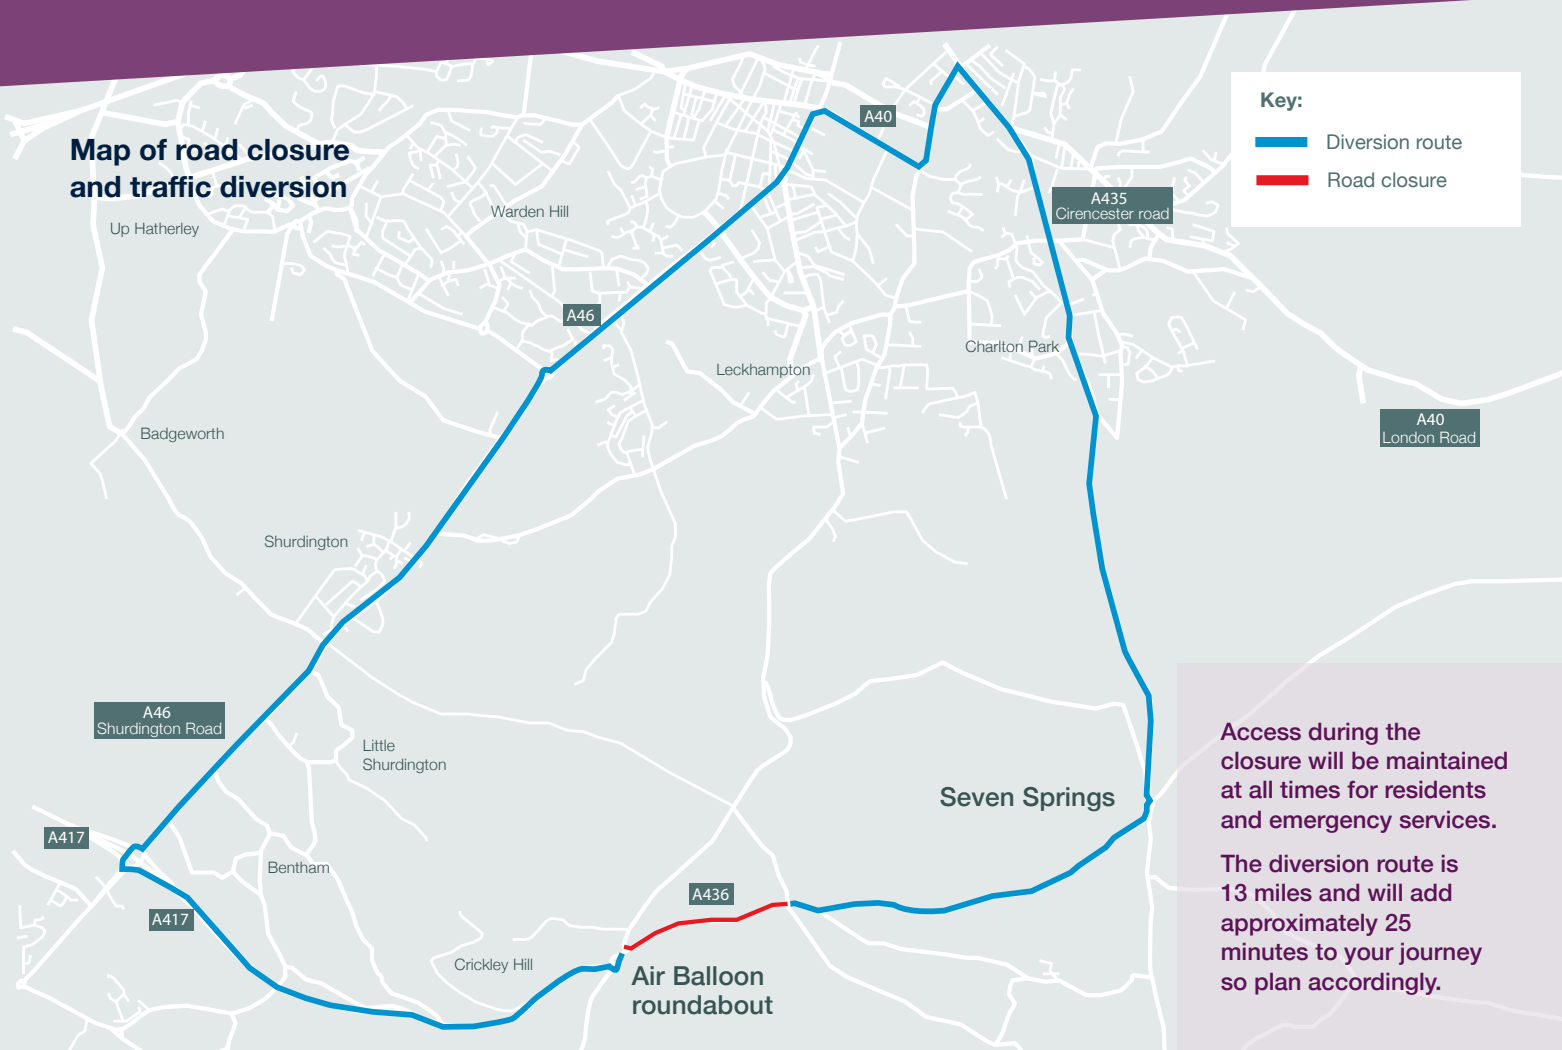 Map of road closure
and traffic diversion
Key:
Diversion route
Road closure
A40
A435
Cirencester road
Warden Hill
Up Hatherley
A46
Charlton Park
Leckhampton
A40
London Road
Badgeworth
Shurdington
A46
Shurdington Road
Little
Shurdington
Seven Springs
A417
Bentham
A417
A436
Crickley Hill
Air Balloon
roundabout
Access during the
closure will be maintained
at all times for residents
and emergency services.
The diversion route is
13 miles and will add
approximately 25
minutes to your journey
so plan accordingly.